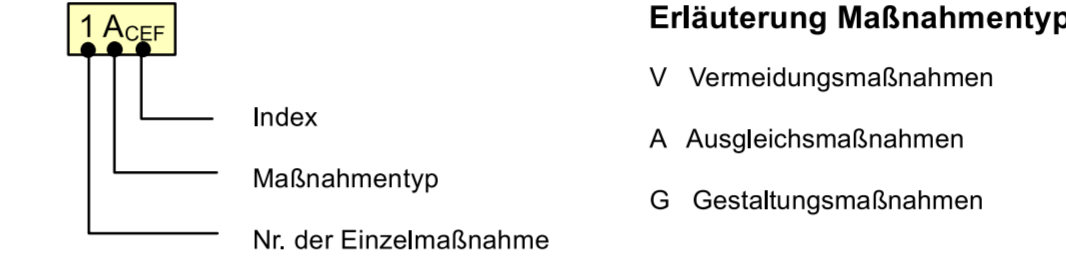 1 ACEF
Index
Maßnahmentyp
Nr. der Einzelmaßnahme
Erläuterung Maßnahmentyp
V Vermeidungsmaßnahmen
A Ausgleichsmaßnahmen
G Gestaltungsmaßnahmen